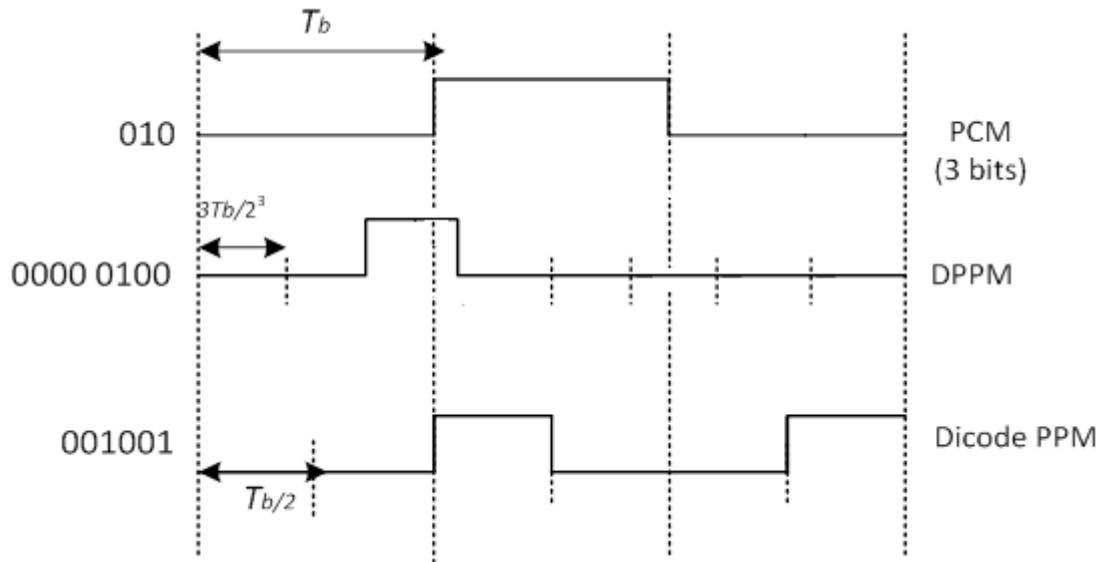 Tb
010
PCM
(3 bits)
3Tb/2³
0000 0100
DPPM
001001
Dicode PPM
Tb/2